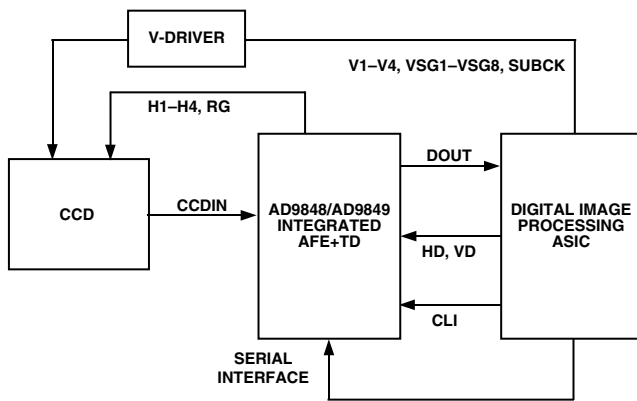 V-DRIVER
V1–V4, VSG1–VSG8, SUBCK
H1–H4, RG
DOUT
CCD
CCDIN
AD9848/AD9849
INTEGRATED
AFE+TD
DIGITAL IMAGE
PROCESSING
ASIC
HD, VD
CLI
SERIAL
INTERFACE